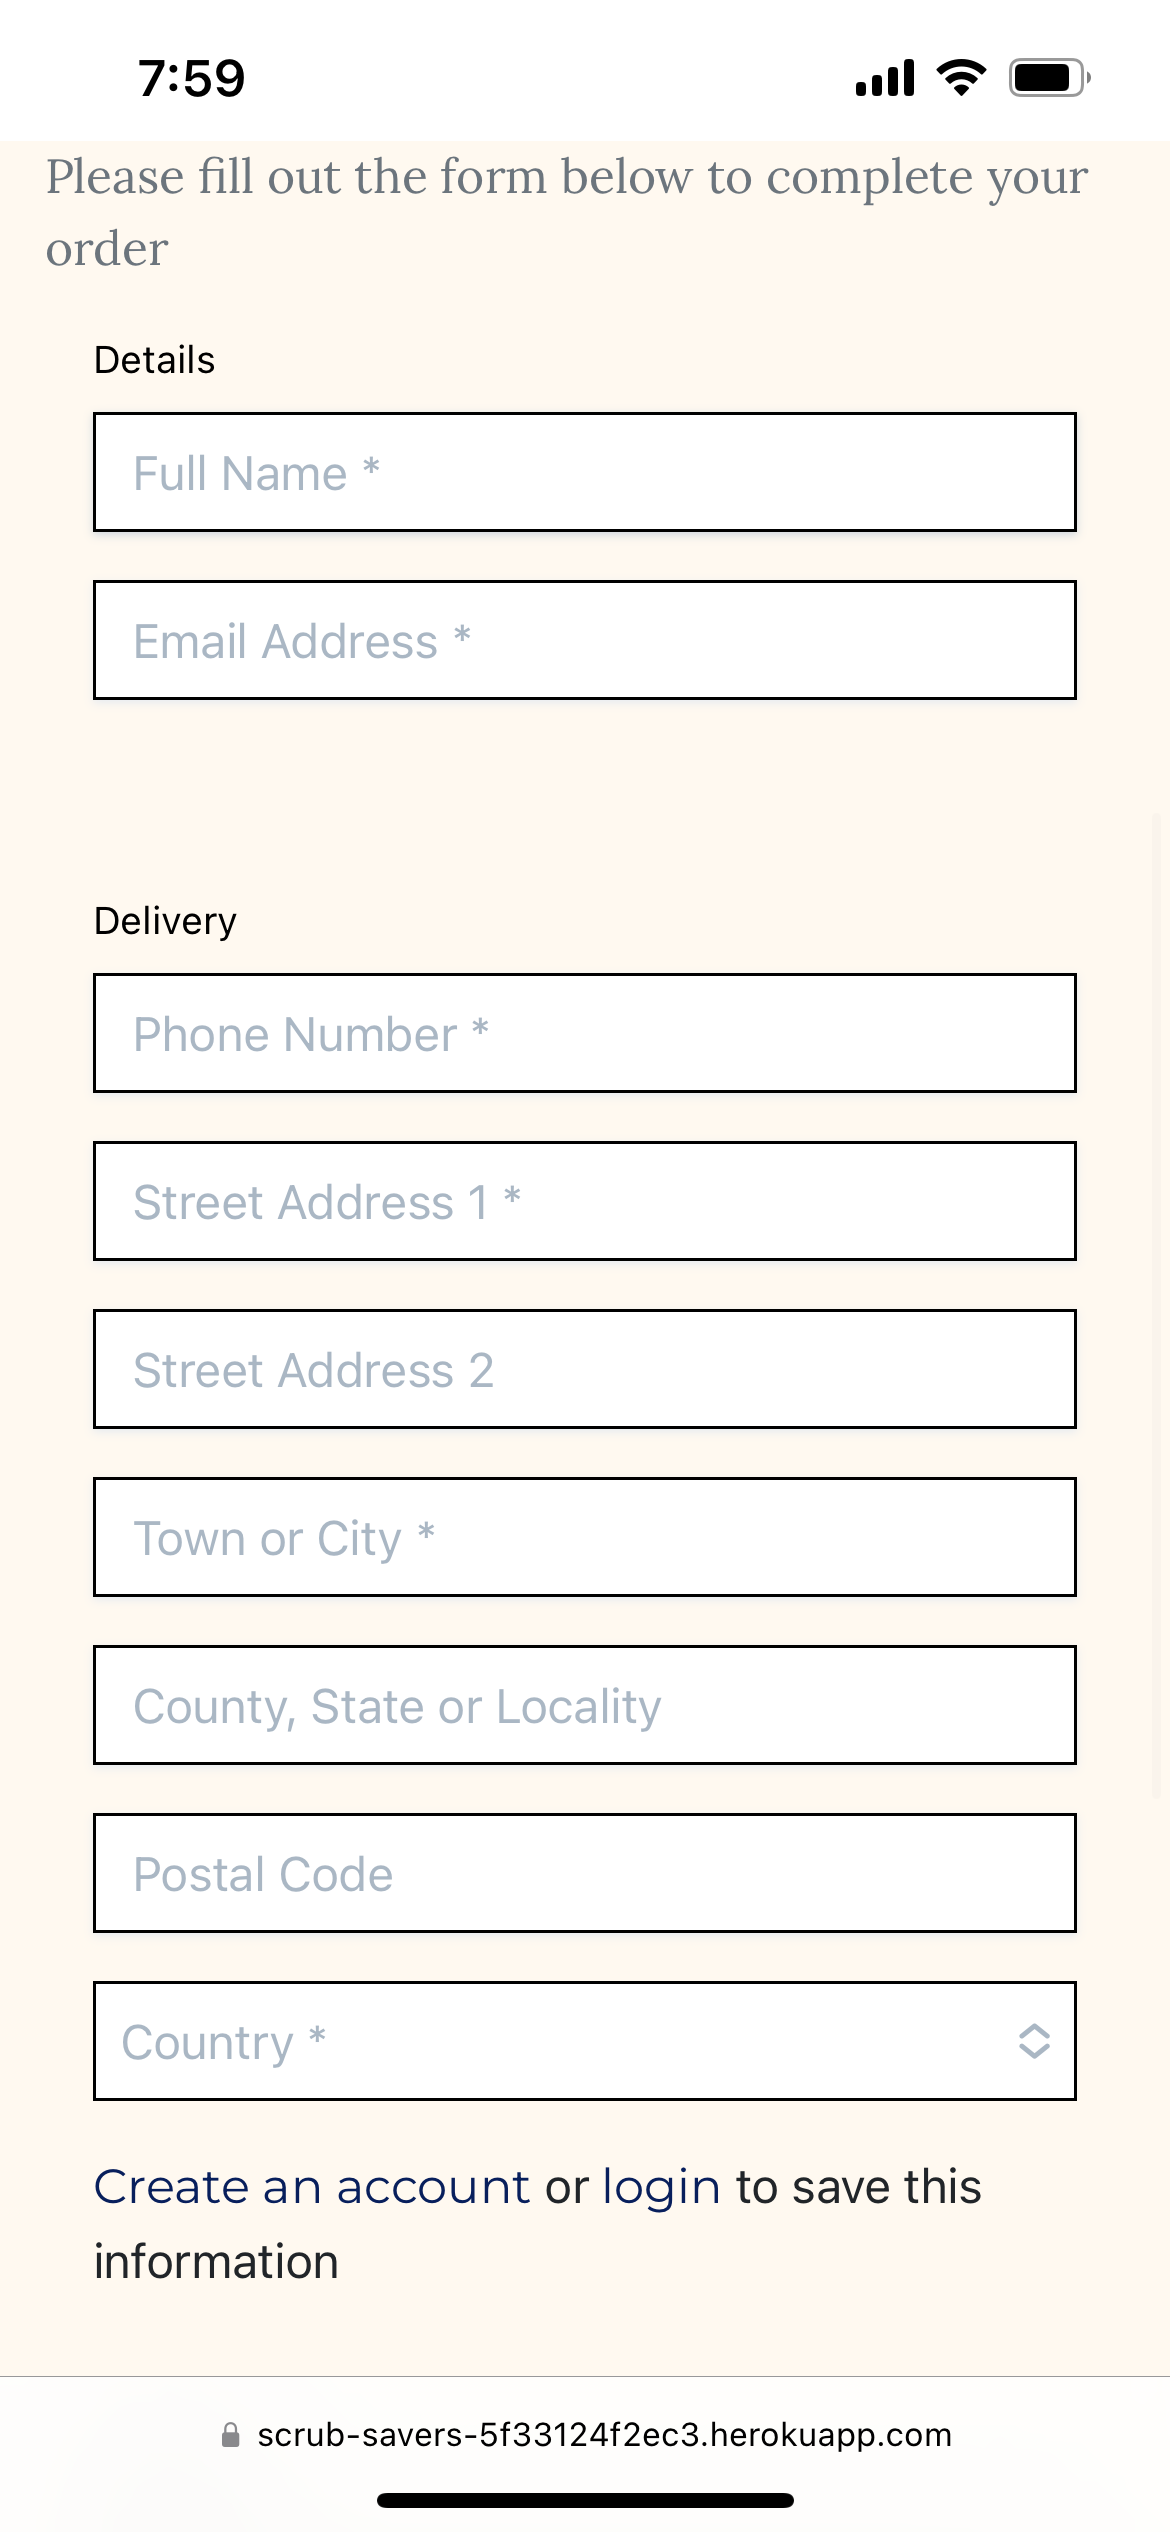 7:59
Please fill out the form below to complete your
order
Details
Full Name *
Email Address *
Delivery
Phone Number *
Street Address 1 *
Street Address 2
Town or City *
County, State or Locality
Postal Code
Country *
Create an account or login to save this
information
scrub-savers-5f33124f2ec3.herokuapp.com